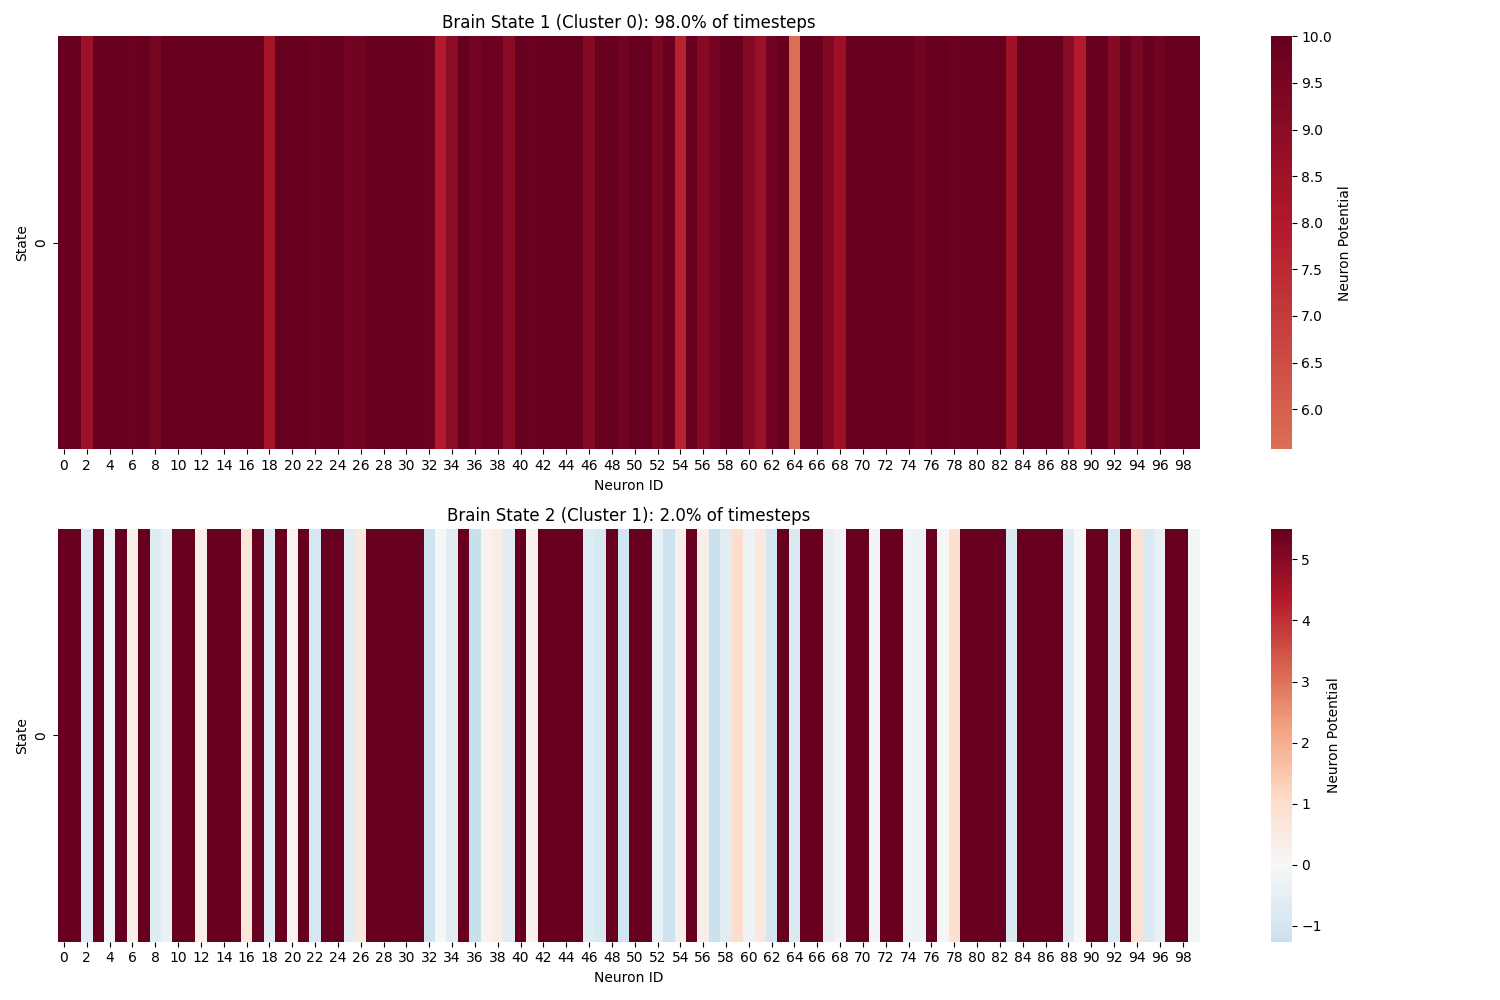 Brain State 1 (Cluster 0): 98.0% of timesteps
State
0
0 2 4 6 8 10 12 14 16 18 20 22 24 26 28 30 32 34 36 38 40 42 44 46 48 50 52 54 56 58 60 62 64 66 68 70 72 74 76 78 80 82 84 86 88 90 92 94 96 98
Neuron ID
10.0
9.5
9.0
8.5
8.0
7.5
7.0
6.5
6.0
Neuron Potential
Brain State 2 (Cluster 1): 2.0% of timesteps
State
0
0 2 4 6 8 10 12 14 16 18 20 22 24 26 28 30 32 34 36 38 40 42 44 46 48 50 52 54 56 58 60 62 64 66 68 70 72 74 76 78 80 82 84 86 88 90 92 94 96 98
Neuron ID
5
4
3
2
1
0
−1
Neuron Potential